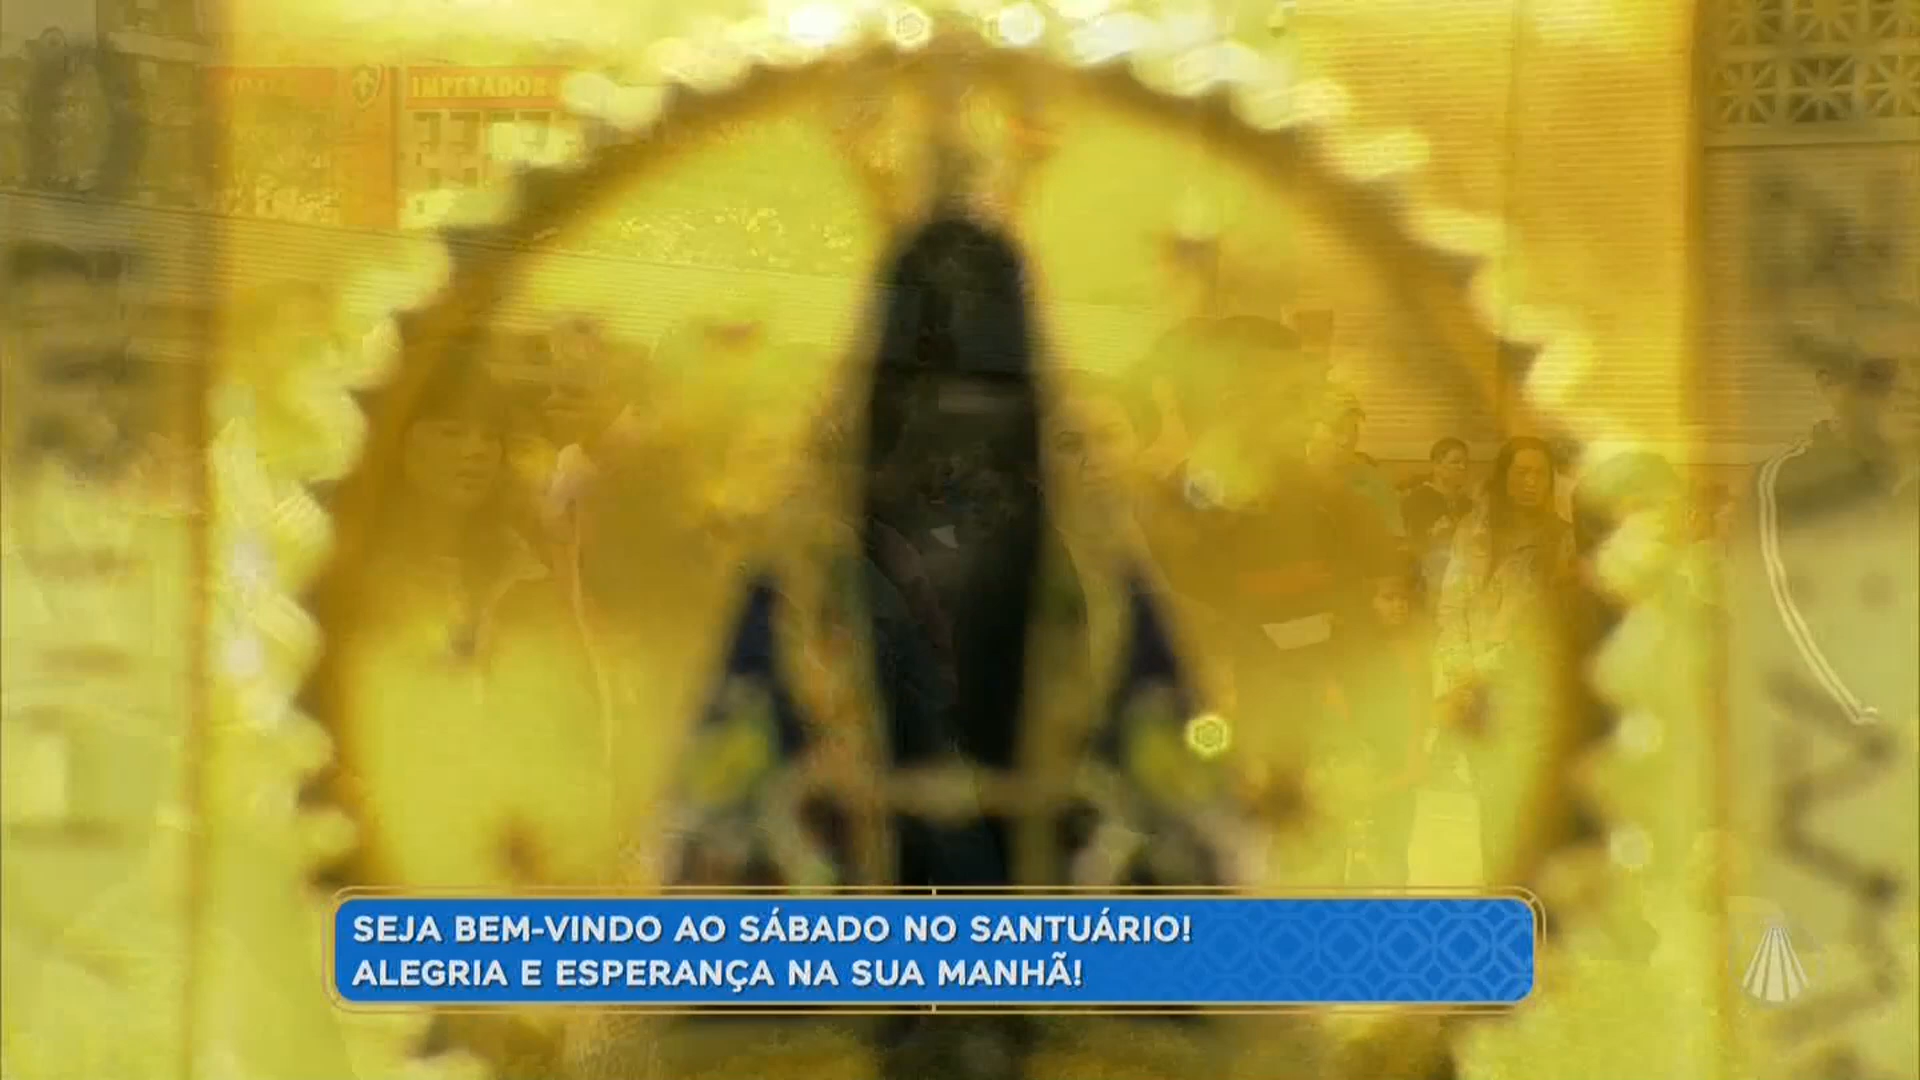 IMPERADOR
SEJA BEM-VINDO AO SÁBADO NO SANTUÁRIO!
ALEGRIA E ESPERANÇA NA SUA MANHÃ!